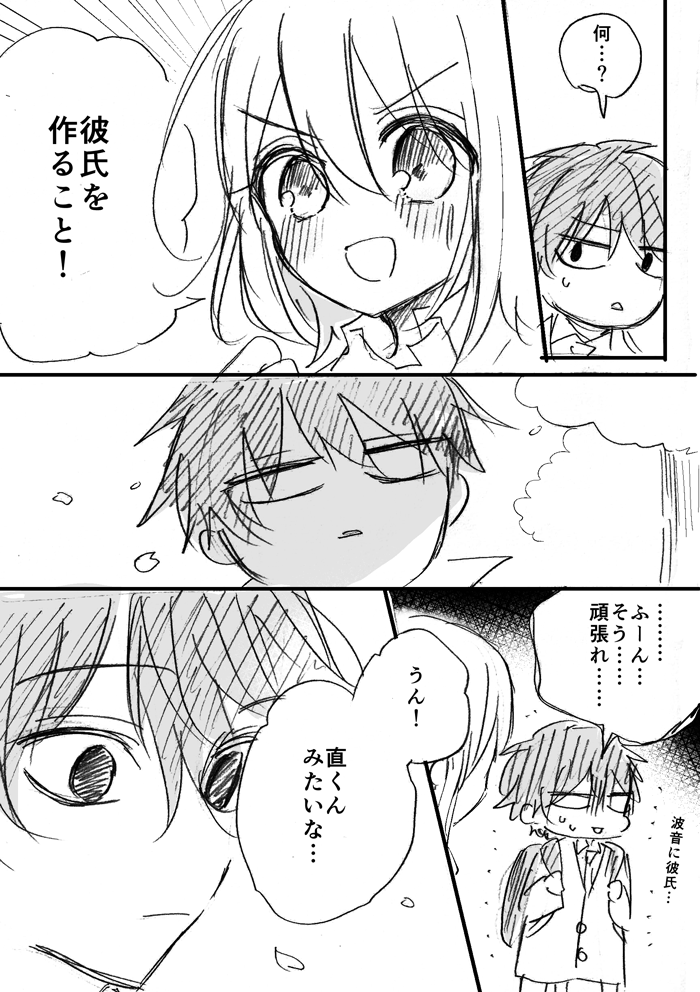 何…？
彼氏を
作ること！
………
ふーん…
そう……
頑張れ……
波音に彼氏…
うん！
直くん
みたいな…